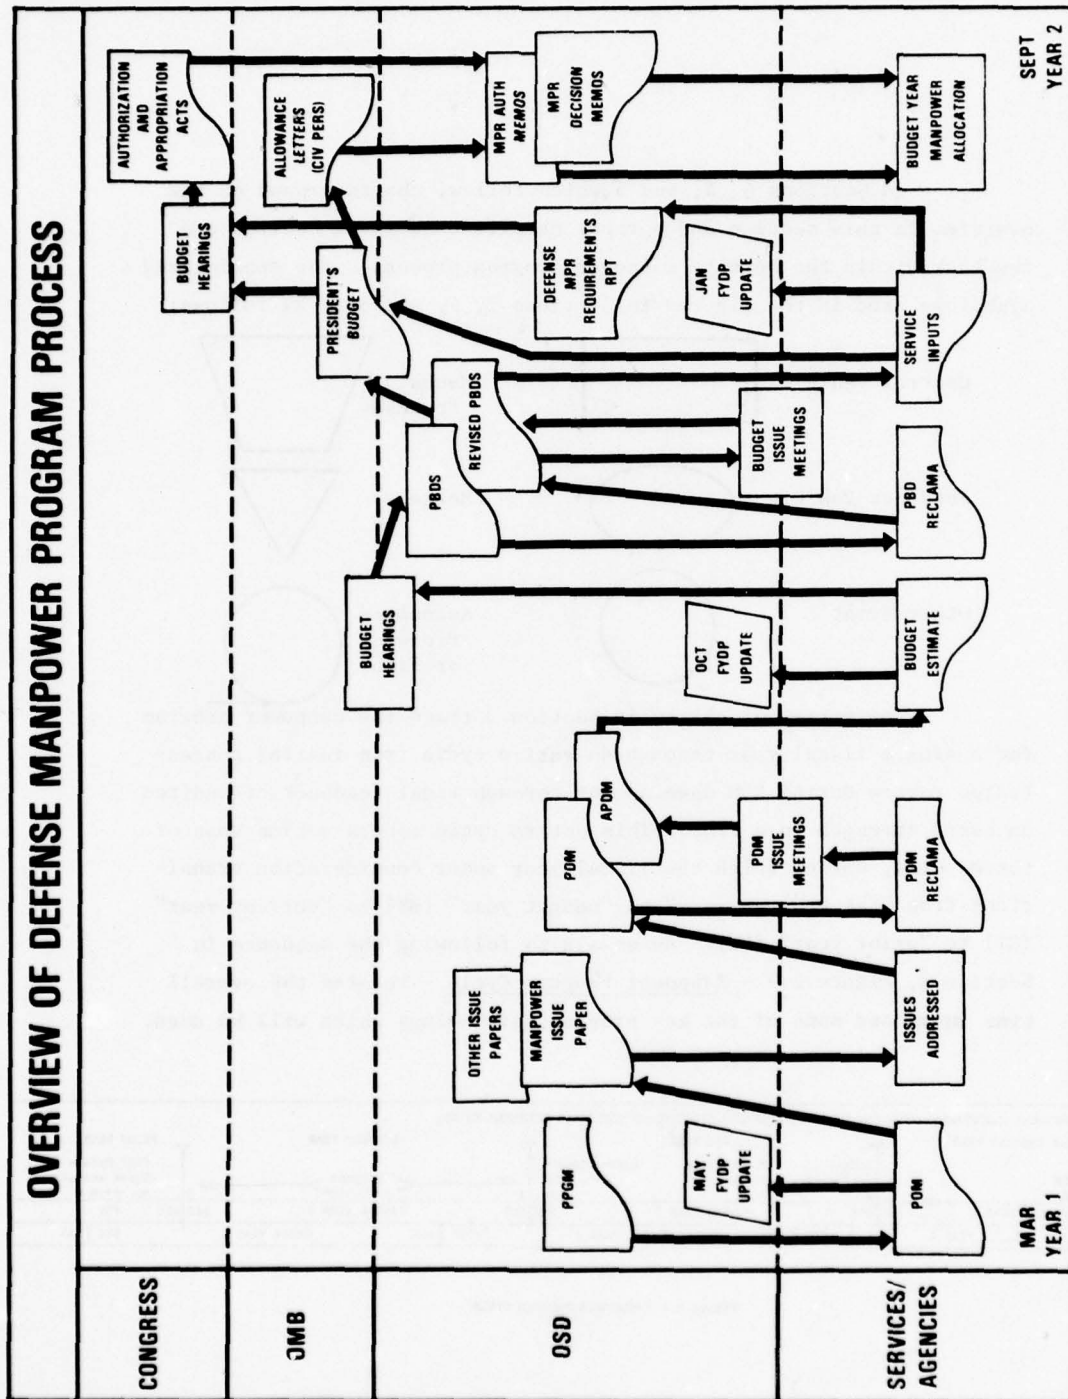 OVERVIEW OF DEFENSE MANPOWER PROGRAM PROCESS
CONGRESS
BUDGET
HEARINGS
AUTHORIZATION
AND
APPROPRIATION
ACTS
OMB
BUDGET
HEARINGS
PRESIDENT'S
BUDGET
ALLOWANCE
LETTERS
(CIV PERS)
OSD
PPGM
MAY
FYDP
UPDATE
OTHER ISSUE
PAPERS
MANPOWER
ISSUE
PAPER
PDM
APDM
PDM
ISSUE
MEETINGS
OCT
FYDP
UPDATE
PBDS
REVISED PBDS
BUDGET
ISSUE
MEETINGS
DEFENSE
MPR
REQUIREMENTS
RPT
JAN
FYDP
UPDATE
MPR AUTH
MEMOS
MPR
DECISION
MEMOS
SERVICES/
AGENCIES
POM
ISSUES
ADDRESSED
PDM
RECLAMA
BUDGET
ESTIMATE
PBD
RECLAMA
SERVICE
INPUTS
BUDGET YEAR
MANPOWER
ALLOCATION
MAR
YEAR 1
SEPT
YEAR 2